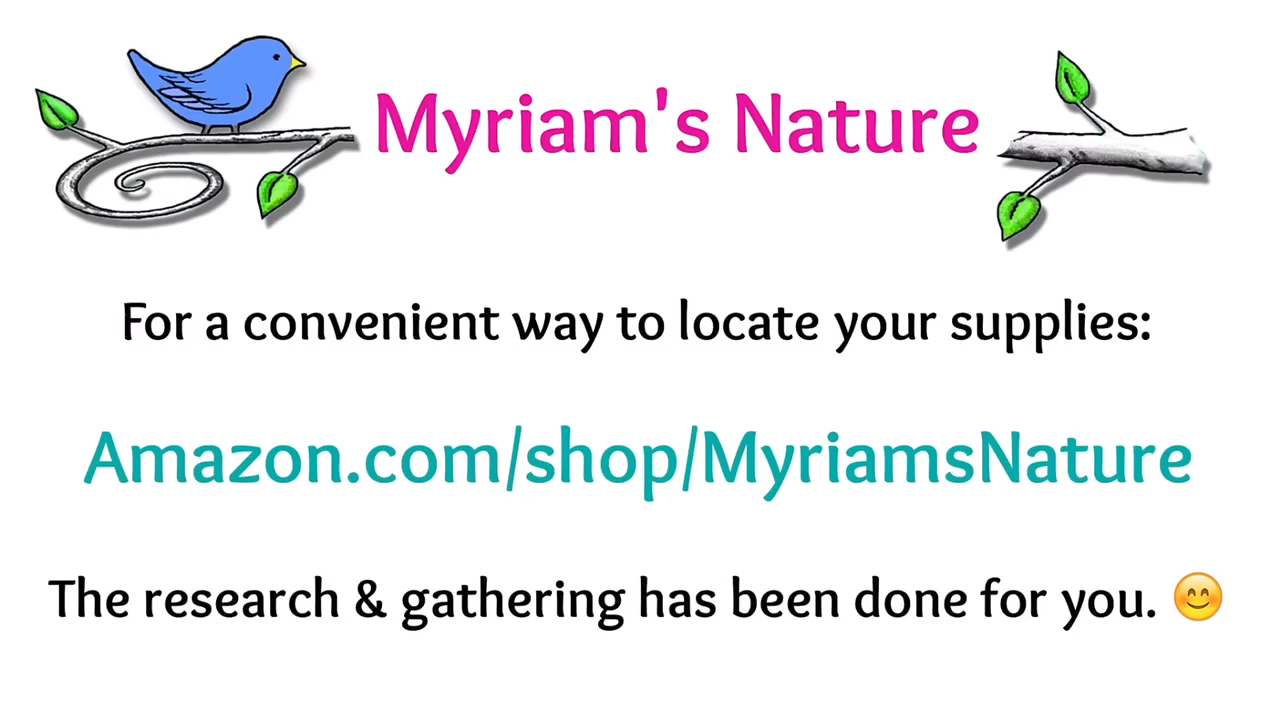 Myriam's Nature
For a convenient way to locate your supplies:
Amazon.com/shop/MyriamsNature
The research & gathering has been done for you. 😊